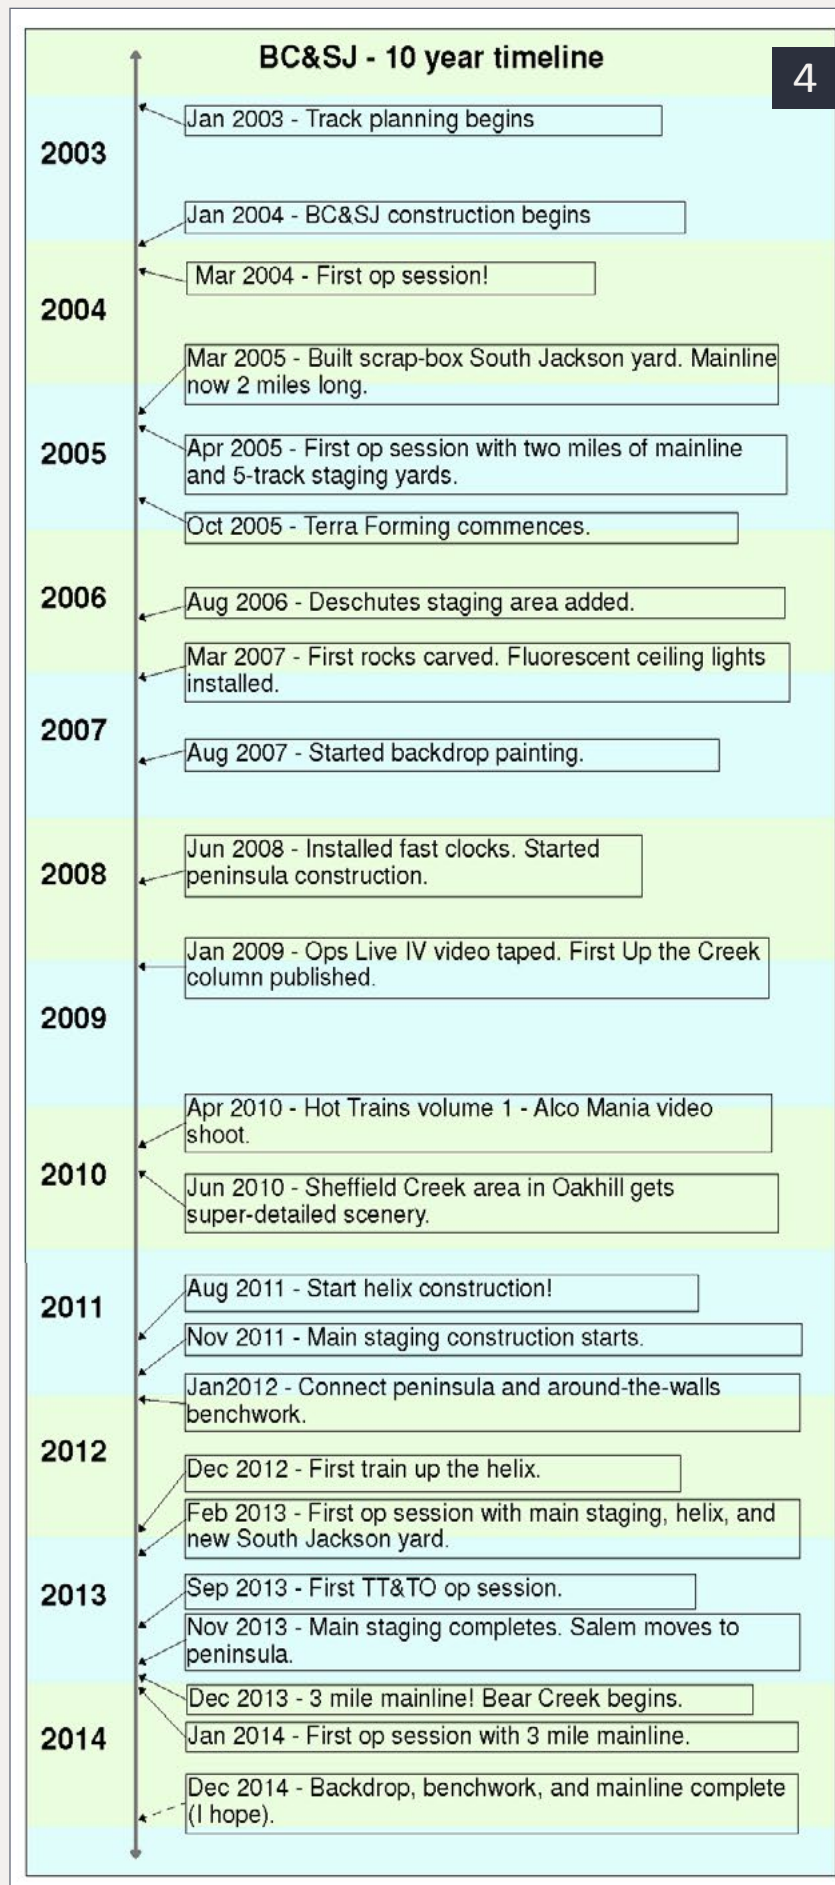 BC&SJ - 10 year timeline
4
2003
Jan 2003 - Track planning begins
Jan 2004 - BC&SJ construction begins
2004
Mar 2004 - First op session!
Mar 2005 - Built scrap-box South Jackson yard. Mainline
now 2 miles long.
2005
Apr 2005 - First op session with two miles of mainline
and 5-track staging yards.
Oct 2005 - Terra Forming commences.
2006
Aug 2006 - Deschutes staging area added.
Mar 2007 - First rocks carved. Fluorescent ceiling lights
installed.
2007
Aug 2007 - Started backdrop painting.
2008
Jun 2008 - Installed fast clocks. Started
peninsula construction.
Jan 2009 - Ops Live IV video taped. First Up the Creek
column published.
2009
Apr 2010 - Hot Trains volume 1 - Alco Mania video
shoot.
2010
Jun 2010 - Sheffield Creek area in Oakhill gets
super-detailed scenery.
2011
Aug 2011 - Start helix construction!
Nov 2011 - Main staging construction starts.
Jan2012 - Connect peninsula and around-the-walls
benchwork.
2012
Dec 2012 - First train up the helix.
Feb 2013 - First op session with main staging, helix, and
new South Jackson yard.
2013
Sep 2013 - First TT&TO op session.
Nov 2013 - Main staging completes. Salem moves to
peninsula.
Dec 2013 - 3 mile mainline! Bear Creek begins.
2014
Jan 2014 - First op session with 3 mile mainline.
Dec 2014 - Backdrop, benchwork, and mainline complete
(I hope).